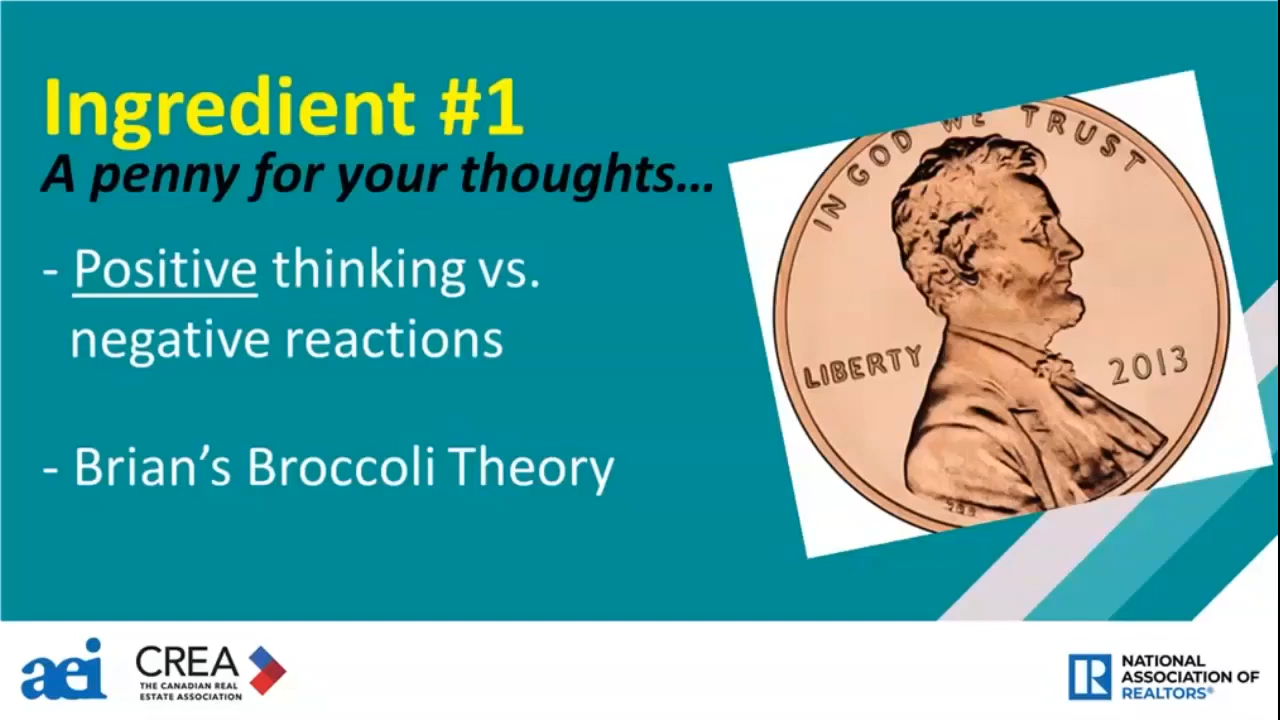 Ingredient #1
A penny for your thoughts...
- Positive thinking vs.
negative reactions
- Brian's Broccoli Theory
IN GOD WE TRUST
LIBERTY
2013
aei
CREA
THE CANADIAN REAL
ESTATE ASSOCIATION
R
NATIONAL
ASSOCIATION OF
REALTORS®